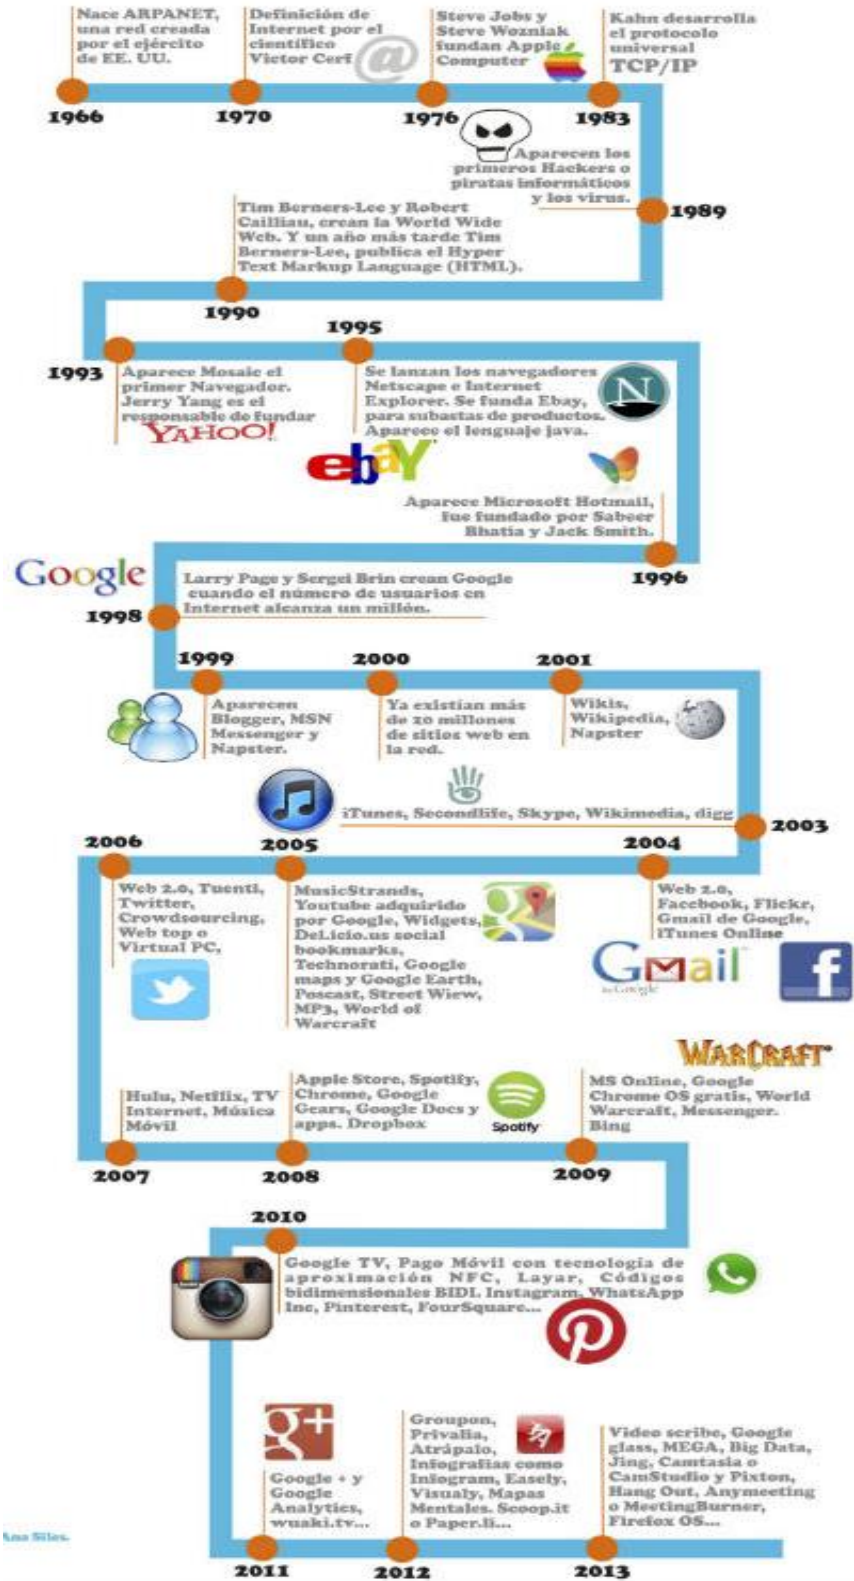 Nace ARPANET,
una red creada
por el ejército
de EE. UU.
1966
Definición de
Internet por el
científico
Victor Cerf
@
1970
Steve Jobs y
Steve Wozniak
fundan Apple
Computer
1976
Kahn desarrolla
el protocolo
universal
TCP/IP
1983
Aparecen los
primeros Hackers o
piratas informáticos
y los virus.
1989
Tim Berners-Lee y Robert
Cailliau, crean la World Wide
Web. Y un año más tarde Tim
Berners-Lee, publica el Hyper
Text Markup Language (HTML).
1990
1993
Aparece Mosaic el
primer Navegador.
Jerry Yang es el
responsable de fundar
YAHOO!
1995
Se lanzan los navegadores
Netscape e Internet
Explorer. Se funda Ebay,
para subastas de productos.
Aparece el lenguaje java.
N
ebay
Aparece Microsoft Hotmail,
fue fundado por Sabeer
Bhatia y Jack Smith.
1996
Google
1998
Larry Page y Sergei Brin crean Google
cuando el número de usuarios en
Internet alcanza un millón.
1999
Aparecen
Blogger, MSN
Messenger y
Napster.
2000
Ya existían más
de 20 millones
de sitios web en
la red.
2001
Wikis,
Wikipedia,
Napster
iTunes, Secondlife, Skype, Wikimedia, digg
2003
2004
Web 2.0,
Facebook, Flickr,
Gmail de Google,
iTunes Online
GMail
by Google
f
2005
MusicStrands,
Youtube adquirido
por Google, Widgets,
DeLicio.us social
bookmarks,
Technorati, Google
maps y Google Earth,
Poscast, Street Wiew,
MP3, World of
Warcraft
2006
Web 2.0, Tuenti,
Twitter,
Crowdsourcing,
Web top o
Virtual PC,
Hulu, Netflix, TV
Internet, Música
Móvil
2007
Apple Store, Spotify,
Chrome, Google
Gears, Google Docs y
apps. Dropbox
Spotify
2008
WARCRAFT
MS Online, Google
Chrome OS gratis, World
Warcraft, Messenger.
Bing
2009
2010
Google TV, Pago Móvil con tecnología de
aproximación NFC, Layar, Códigos
bidimensionales BIDI. Instagram, WhatsApp
Inc, Pinterest, FourSquare...
g+
Google + y
Google
Analytics,
wuaki.tv...
2011
Groupon,
Privalia,
Atrápalo,
Infografías como
Infogram, Easely,
Visualy, Mapas
Mentales. Scoop.it
o Paper.li...
2012
Video scribe, Google
glass, MEGA, Big Data,
Jing, Camtasia o
CamStudio y Pixton,
Hang Out, Anymeeting
o MeetingBurner,
Firefox OS...
2013
Ana Siles.